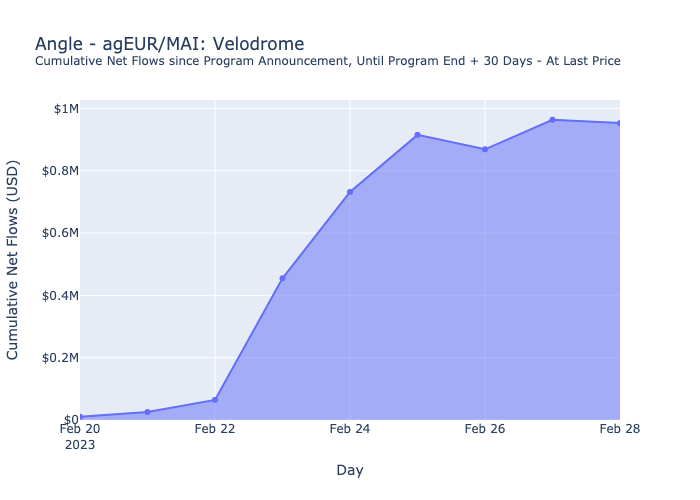 Angle - agEUR/MAI: Velodrome
Cumulative Net Flows since Program Announcement, Until Program End + 30 Days - At Last Price
Cumulative Net Flows (USD)
$1M
$0.8M
$0.6M
$0.4M
$0.2M
$0
Feb 20 Feb 22 Feb 24 Feb 26 Feb 28
2023
Day